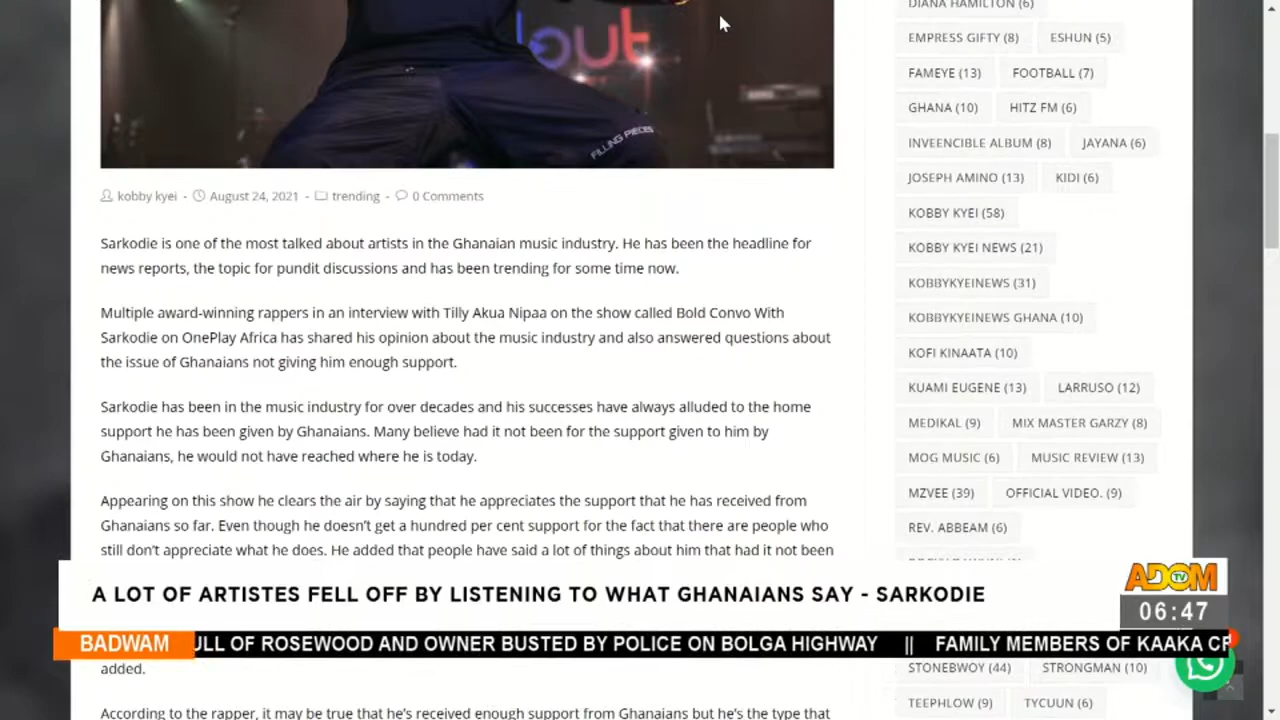 out
FILLING PIECES
kobby kyei - August 24, 2021 - trending - 0 Comments
Sarkodie is one of the most talked about artists in the Ghanaian music industry. He has been the headline for
news reports, the topic for pundit discussions and has been trending for some time now.
Multiple award-winning rappers in an interview with Tilly Akua Nipaa on the show called Bold Convo With
Sarkodie on OnePlay Africa has shared his opinion about the music industry and also answered questions about
the issue of Ghanaians not giving him enough support.
Sarkodie has been in the music industry for over decades and his successes have always alluded to the home
support he has been given by Ghanaians. Many believe had it not been for the support given to him by
Ghanaians, he would not have reached where he is today.
Appearing on this show he clears the air by saying that he appreciates the support that he has received from
Ghanaians so far. Even though he doesn't get a hundred per cent support for the fact that there are people who
still don't appreciate what he does. He added that people have said a lot of things about him that had it not been
added.
According to the rapper, it may be true that he's received enough support from Ghanaians but he's the type that
DIANA HAMILTON (6)
EMPRESS GIFTY (8) ESHUN (5)
FAMEYE (13) FOOTBALL (7)
GHANA (10) HITZ FM (6)
INVEENCIBLE ALBUM (8) JAYANA (6)
JOSEPH AMINO (13) KIDI (6)
KOBBY KYEI (58)
KOBBY KYEI NEWS (21)
KOBBYKYEINEWS (31)
KOBBYKYEINEWS GHANA (10)
KOFI KINAATA (10)
KUAMI EUGENE (13) LARRUSO (12)
MEDIKAL (9) MIX MASTER GARZY (8)
MOG MUSIC (6) MUSIC REVIEW (13)
MZVEE (39) OFFICIAL VIDEO. (9)
REV. ABBEAM (6)
STONEBWOY (44) STRONGMAN (10)
TEEPHLOW (9) TYCUUN (6)
A LOT OF ARTISTES FELL OFF BY LISTENING TO WHAT GHANAIANS SAY - SARKODIE
ADOM TV
06:47
BADWAM ULL OF ROSEWOOD AND OWNER BUSTED BY POLICE ON BOLGA HIGHWAY || FAMILY MEMBERS OF KAAKA CR